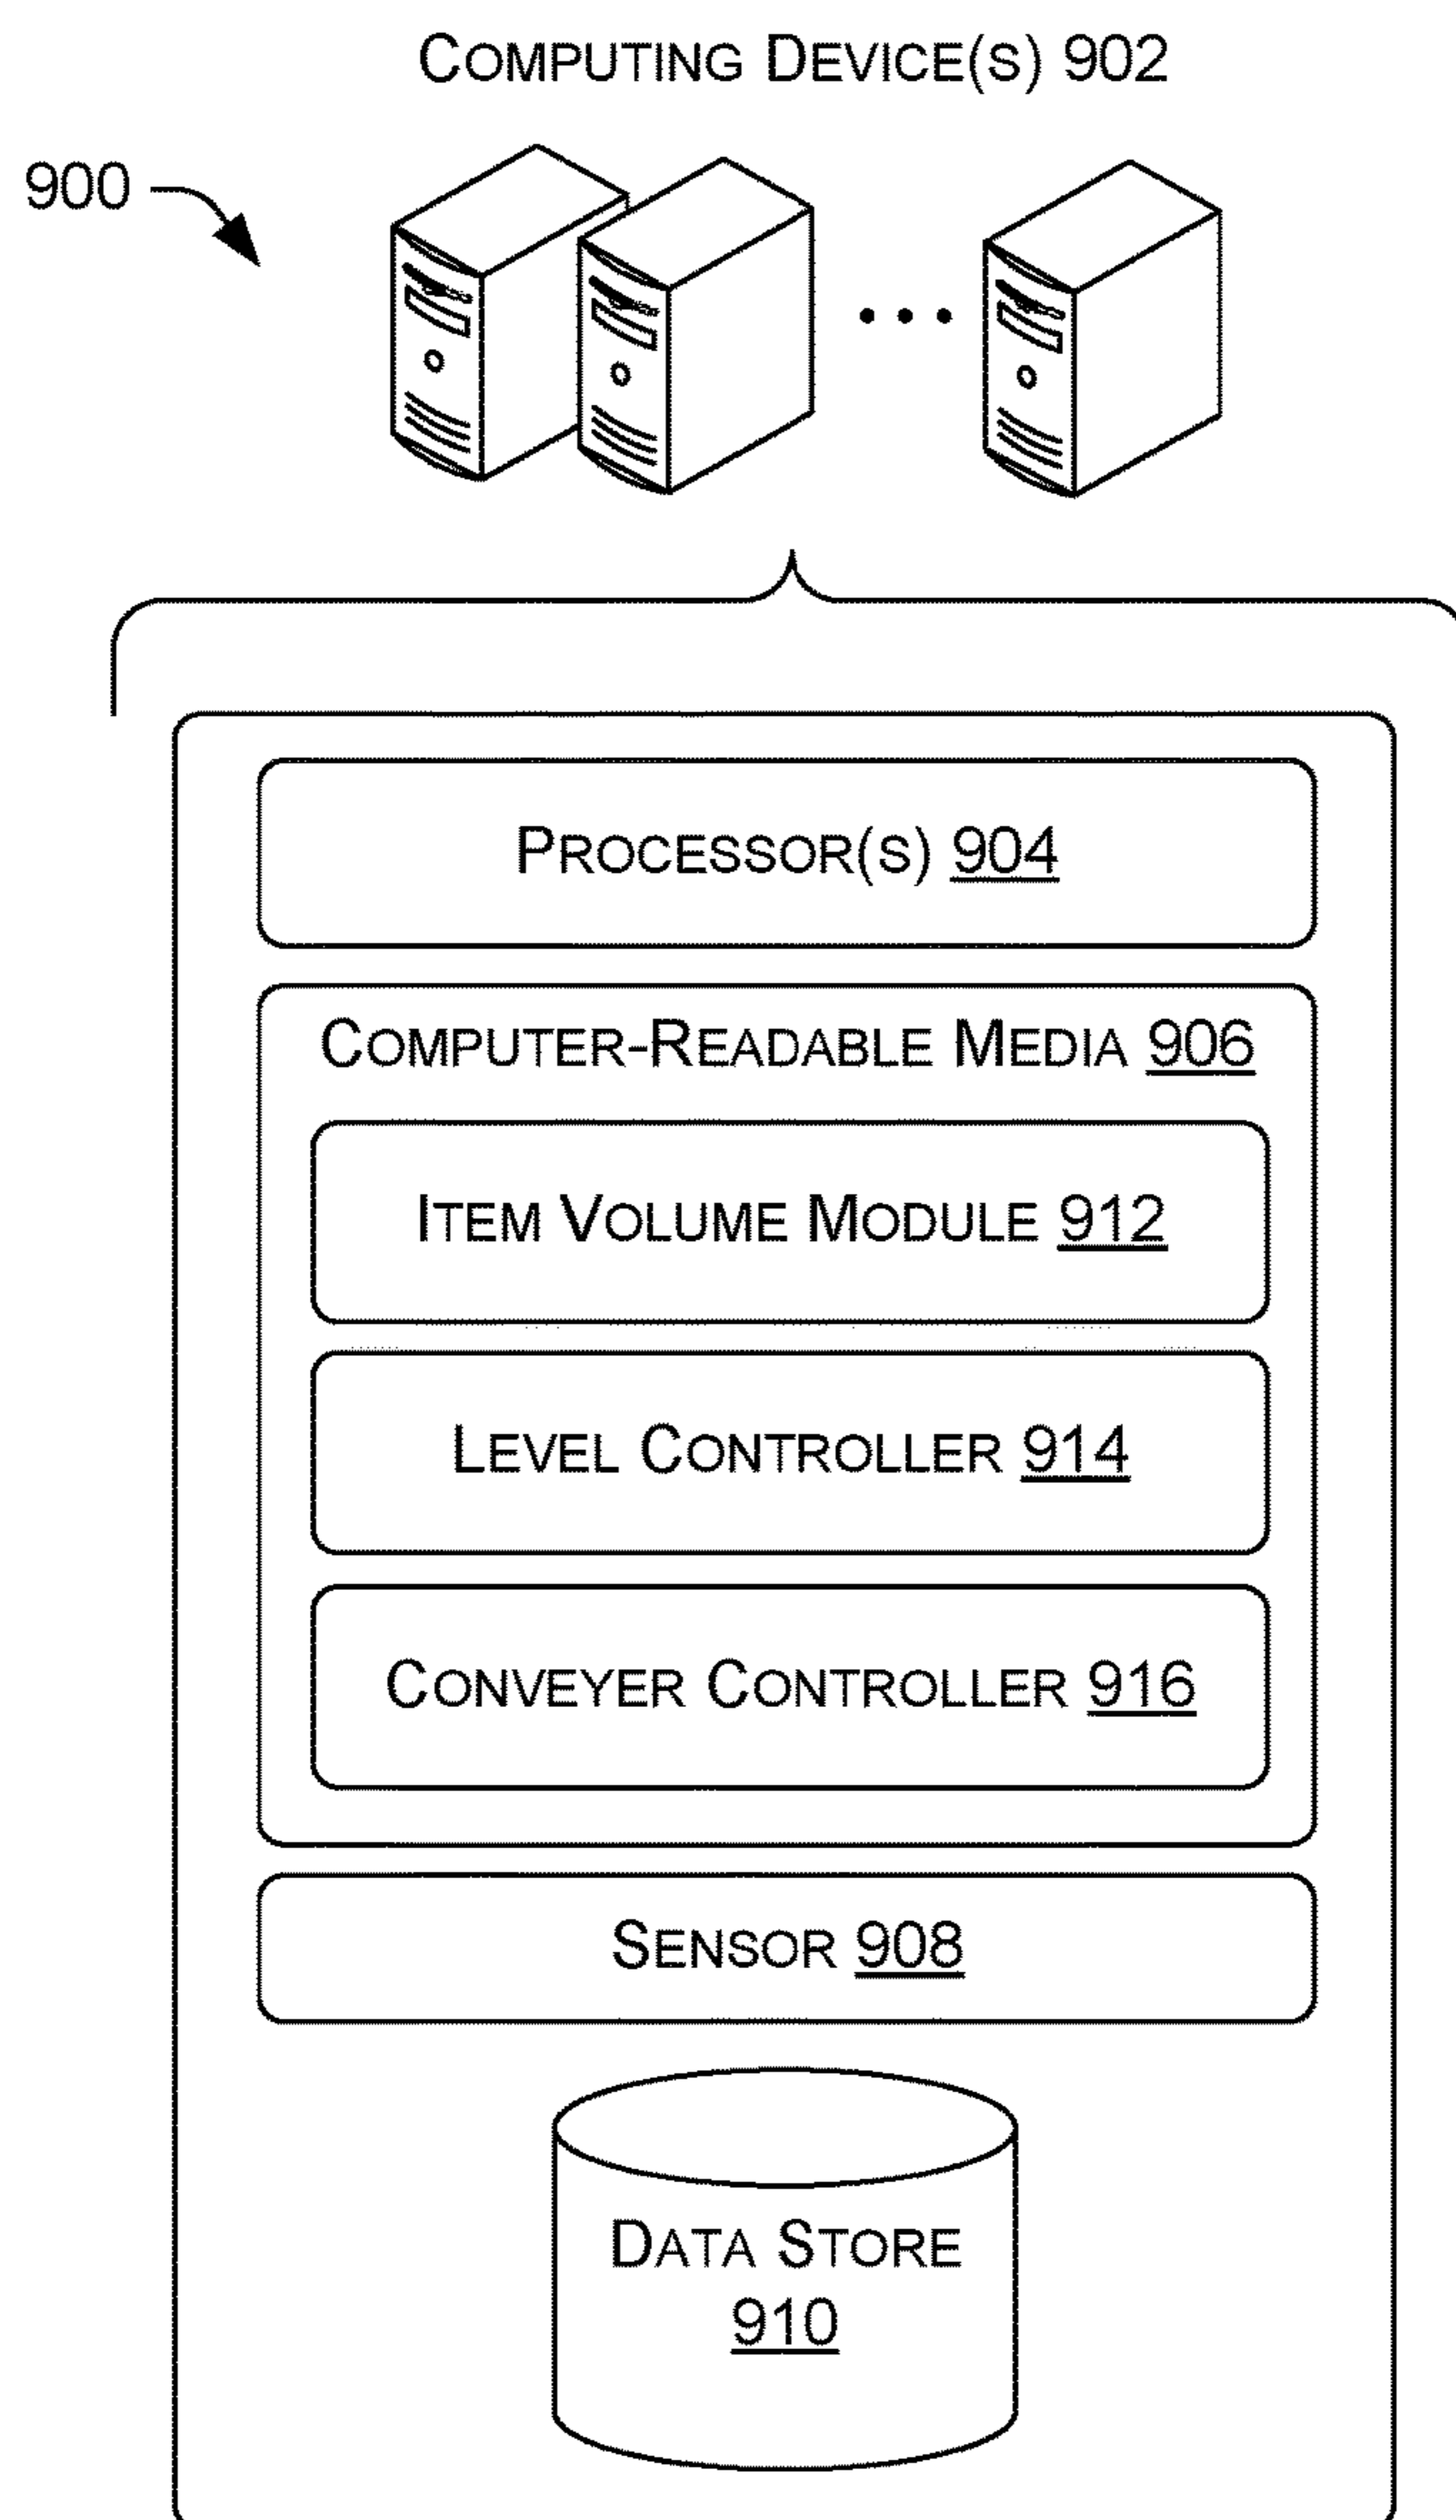 COMPUTING DEVICE(S) 902
900
PROCESSOR(S) 904
COMPUTER-READABLE MEDIA 906
ITEM VOLUME MODULE 912
LEVEL CONTROLLER 914
CONVEYER CONTROLLER 916
SENSOR 908
DATA STORE
910